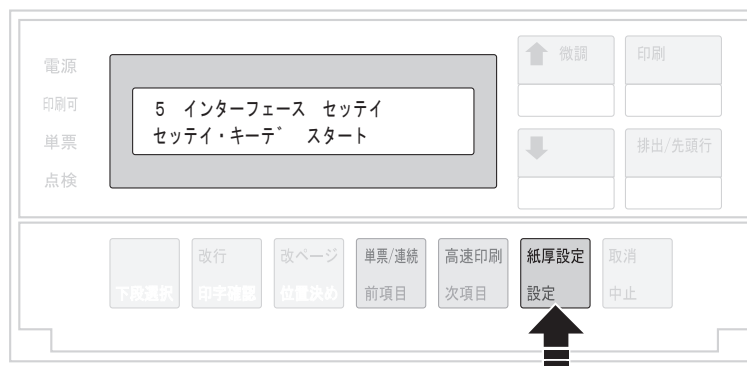 電源
印刷可
単票
点検
5 インターフェース セッテイ
セッテイ・キーデ゛ スタート
微調
印刷
排出/先頭行
改行
改ページ
単票/連続
高速印刷
紙厚設定
取消
下段選択
印字確認
位置決め
前項目
次項目
設定
中止